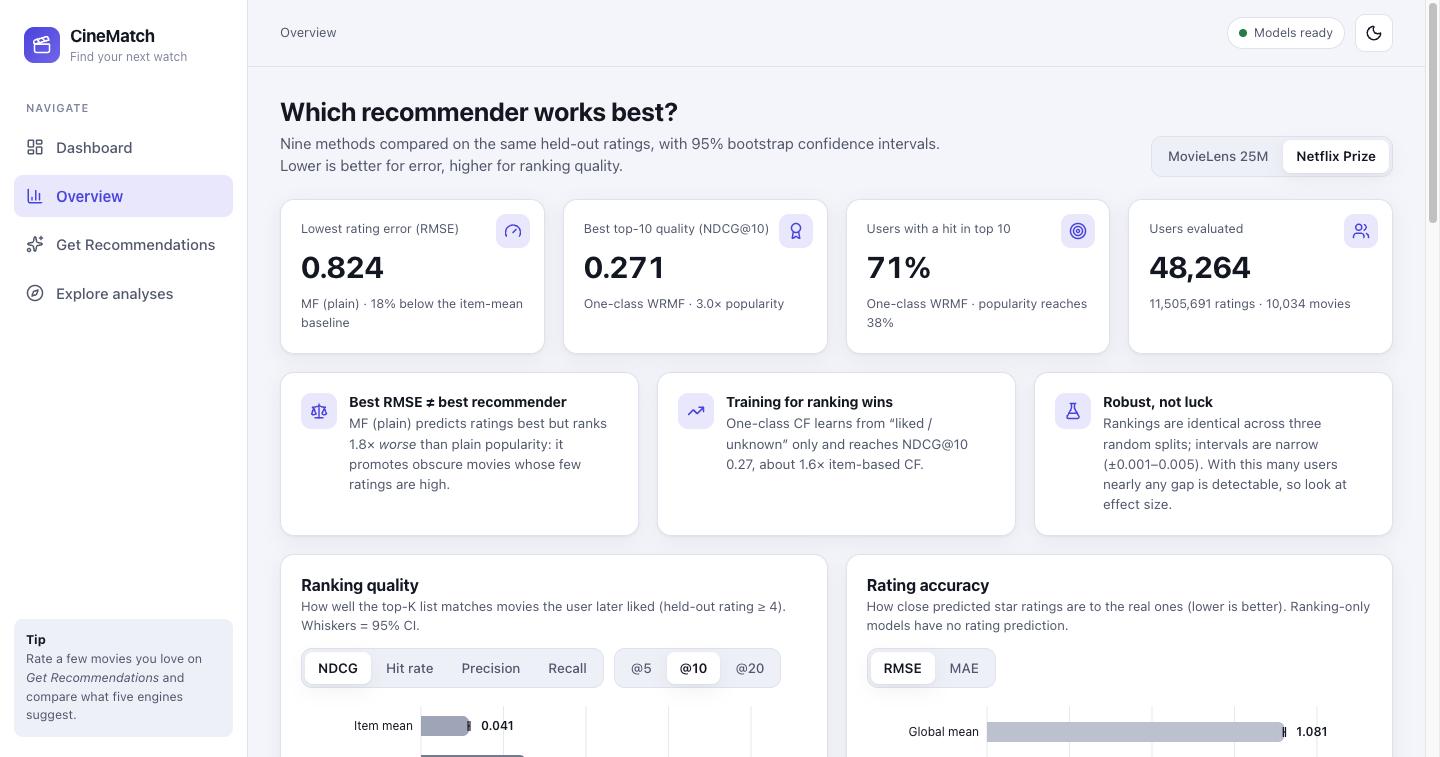 CineMatch
Find your next watch
NAVIGATE
Dashboard
Overview
Get Recommendations
Explore analyses
Tip
Rate a few movies you love on
Get Recommendations and
compare what five engines
suggest.
Overview
Models ready
Which recommender works best?
Nine methods compared on the same held-out ratings, with 95% bootstrap confidence intervals.
Lower is better for error, higher for ranking quality.
MovieLens 25M
Netflix Prize
Lowest rating error (RMSE)
0.824
MF (plain) · 18% below the item-mean
baseline
Best top-10 quality (NDCG@10)
0.271
One-class WRMF · 3.0× popularity
Users with a hit in top 10
71%
One-class WRMF · popularity reaches
38%
Users evaluated
48,264
11,505,691 ratings · 10,034 movies
Best RMSE ≠ best recommender
MF (plain) predicts ratings best but ranks
1.8× worse than plain popularity: it
promotes obscure movies whose few
ratings are high.
Training for ranking wins
One-class CF learns from “liked /
unknown” only and reaches NDCG@10
0.27, about 1.6× item-based CF.
Robust, not luck
Rankings are identical across three
random splits; intervals are narrow
(±0.001–0.005). With this many users
nearly any gap is detectable, so look at
effect size.
Ranking quality
How well the top-K list matches movies the user later liked (held-out rating ≥ 4).
Whiskers = 95% CI.
NDCG Hit rate Precision Recall @5 @10 @20
Item mean 0.041
Rating accuracy
How close predicted star ratings are to the real ones (lower is better). Ranking-only
models have no rating prediction.
RMSE MAE
Global mean 1.081